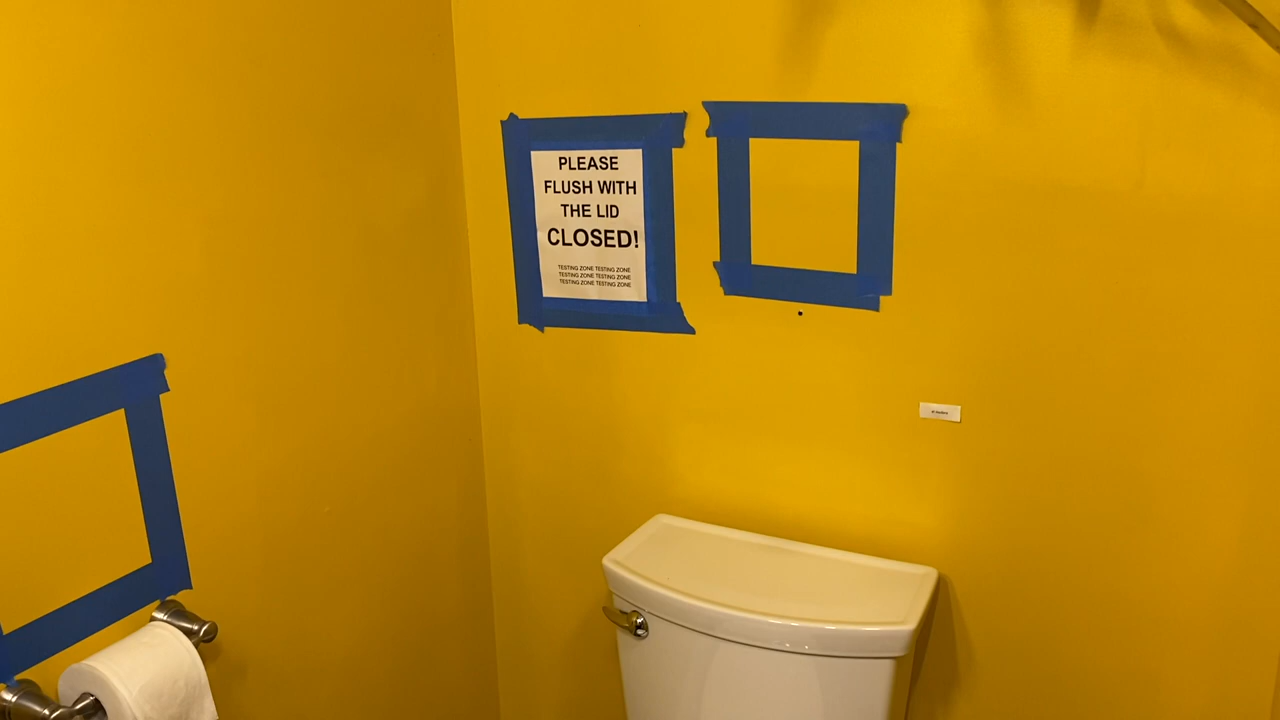 PLEASE
FLUSH WITH
THE LID
CLOSED!
TESTING ZONE TESTING ZONE
TESTING ZONE TESTING ZONE
TESTING ZONE TESTING ZONE